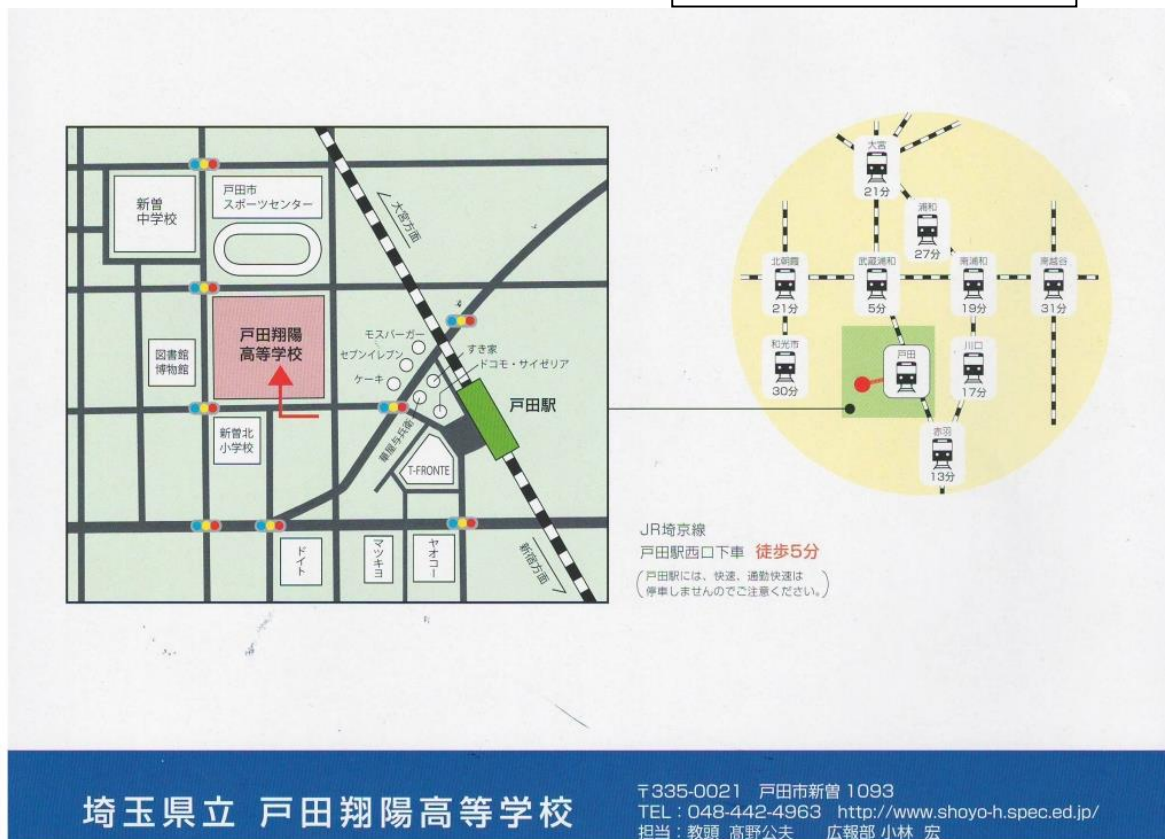 新曽
中学校
戸田市
スポーツセンター
大宮方面
戸田翔陽
高等学校
図書館
博物館
モスバーガー
セブンイレブン
ケーキ
すき家
ドコモ・サイゼリア
戸田駅
新曽北
小学校
華屋与兵衛
T-FRONTE
ドイト
マツキヨ
ヤオコー
新宿方面
大宮
21分
浦和
27分
北朝霞
21分
武蔵浦和
5分
南浦和
19分
南越谷
31分
和光市
30分
戸田
川口
17分
赤羽
13分
JR埼京線
戸田駅西口下車 徒歩5分
(戸田駅には、快速、通勤快速は
停車しませんのでご注意ください。)
埼玉県立 戸田翔陽高等学校
〒335-0021 戸田市新曽 1093
TEL：048-442-4963 http://www.shoyo-h.spec.ed.jp/
担当：教頭 髙野公夫 広報部 小林 宏